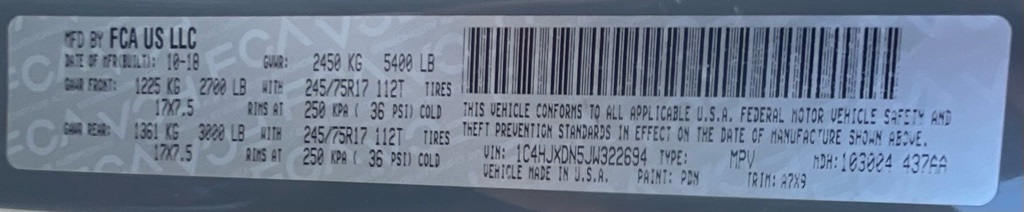 MFD BY FCA US LLC
DATE OF MFR(BUILT): 10-18 GVWR: 2450 KG 5400 LB
GAWR FRONT: 1225 KG 2700 LB WITH 245/75R17 112T TIRES
17X7.5 RIMS AT 250 KPA ( 36 PSI) COLD
GAWR REAR: 1361 KG 3000 LB WITH 245/75R17 112T TIRES
17X7.5 RIMS AT 250 KPA ( 36 PSI) COLD
THIS VEHICLE CONFORMS TO ALL APPLICABLE U.S.A. FEDERAL MOTOR VEHICLE SAFETY AND
THEFT PREVENTION STANDARDS IN EFFECT ON THE DATE OF MANUFACTURE SHOWN ABOVE.
VIN: 1C4HJXDN5JW322694 TYPE: MPV MDH: 103004 437AA
VEHICLE MADE IN U.S.A. PAINT: PDN TRIM: A7X9